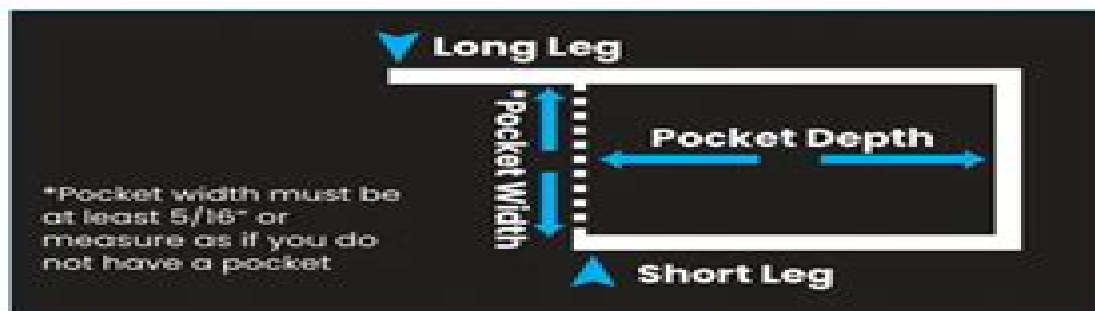 Long Leg
*Pocket Width
Pocket Depth
*Pocket width must be
at least 5/16" or
measure as if you do
not have a pocket
Short Leg